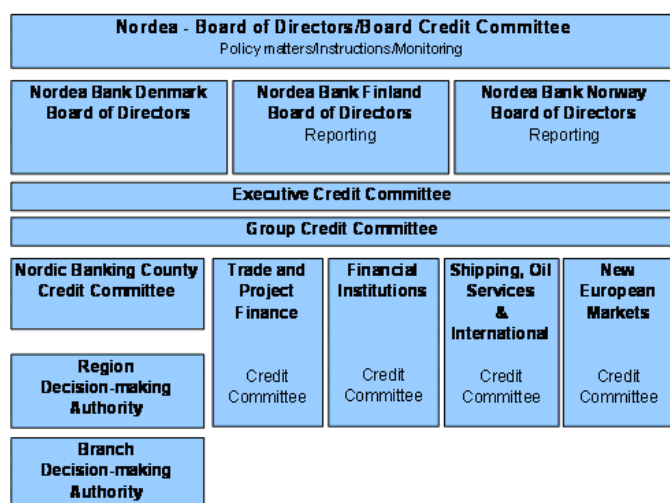 Nordea - Board of Directors/Board Credit Committee
Policy matters/Instructions/Monitoring
Nordea Bank Denmark
Board of Directors
Nordea Bank Finland
Board of Directors
Reporting
Nordea Bank Norway
Board of Directors
Reporting
Executive Credit Committee
Group Credit Committee
Nordic Banking County
Credit Committee
Trade and
Project
Finance
Credit
Committee
Financial
Institutions
Credit
Committee
Shipping, Oil
Services
&
International
Credit
Committee
New
European
Markets
Credit
Committee
Region
Decision-making
Authority
Branch
Decision-making
Authority